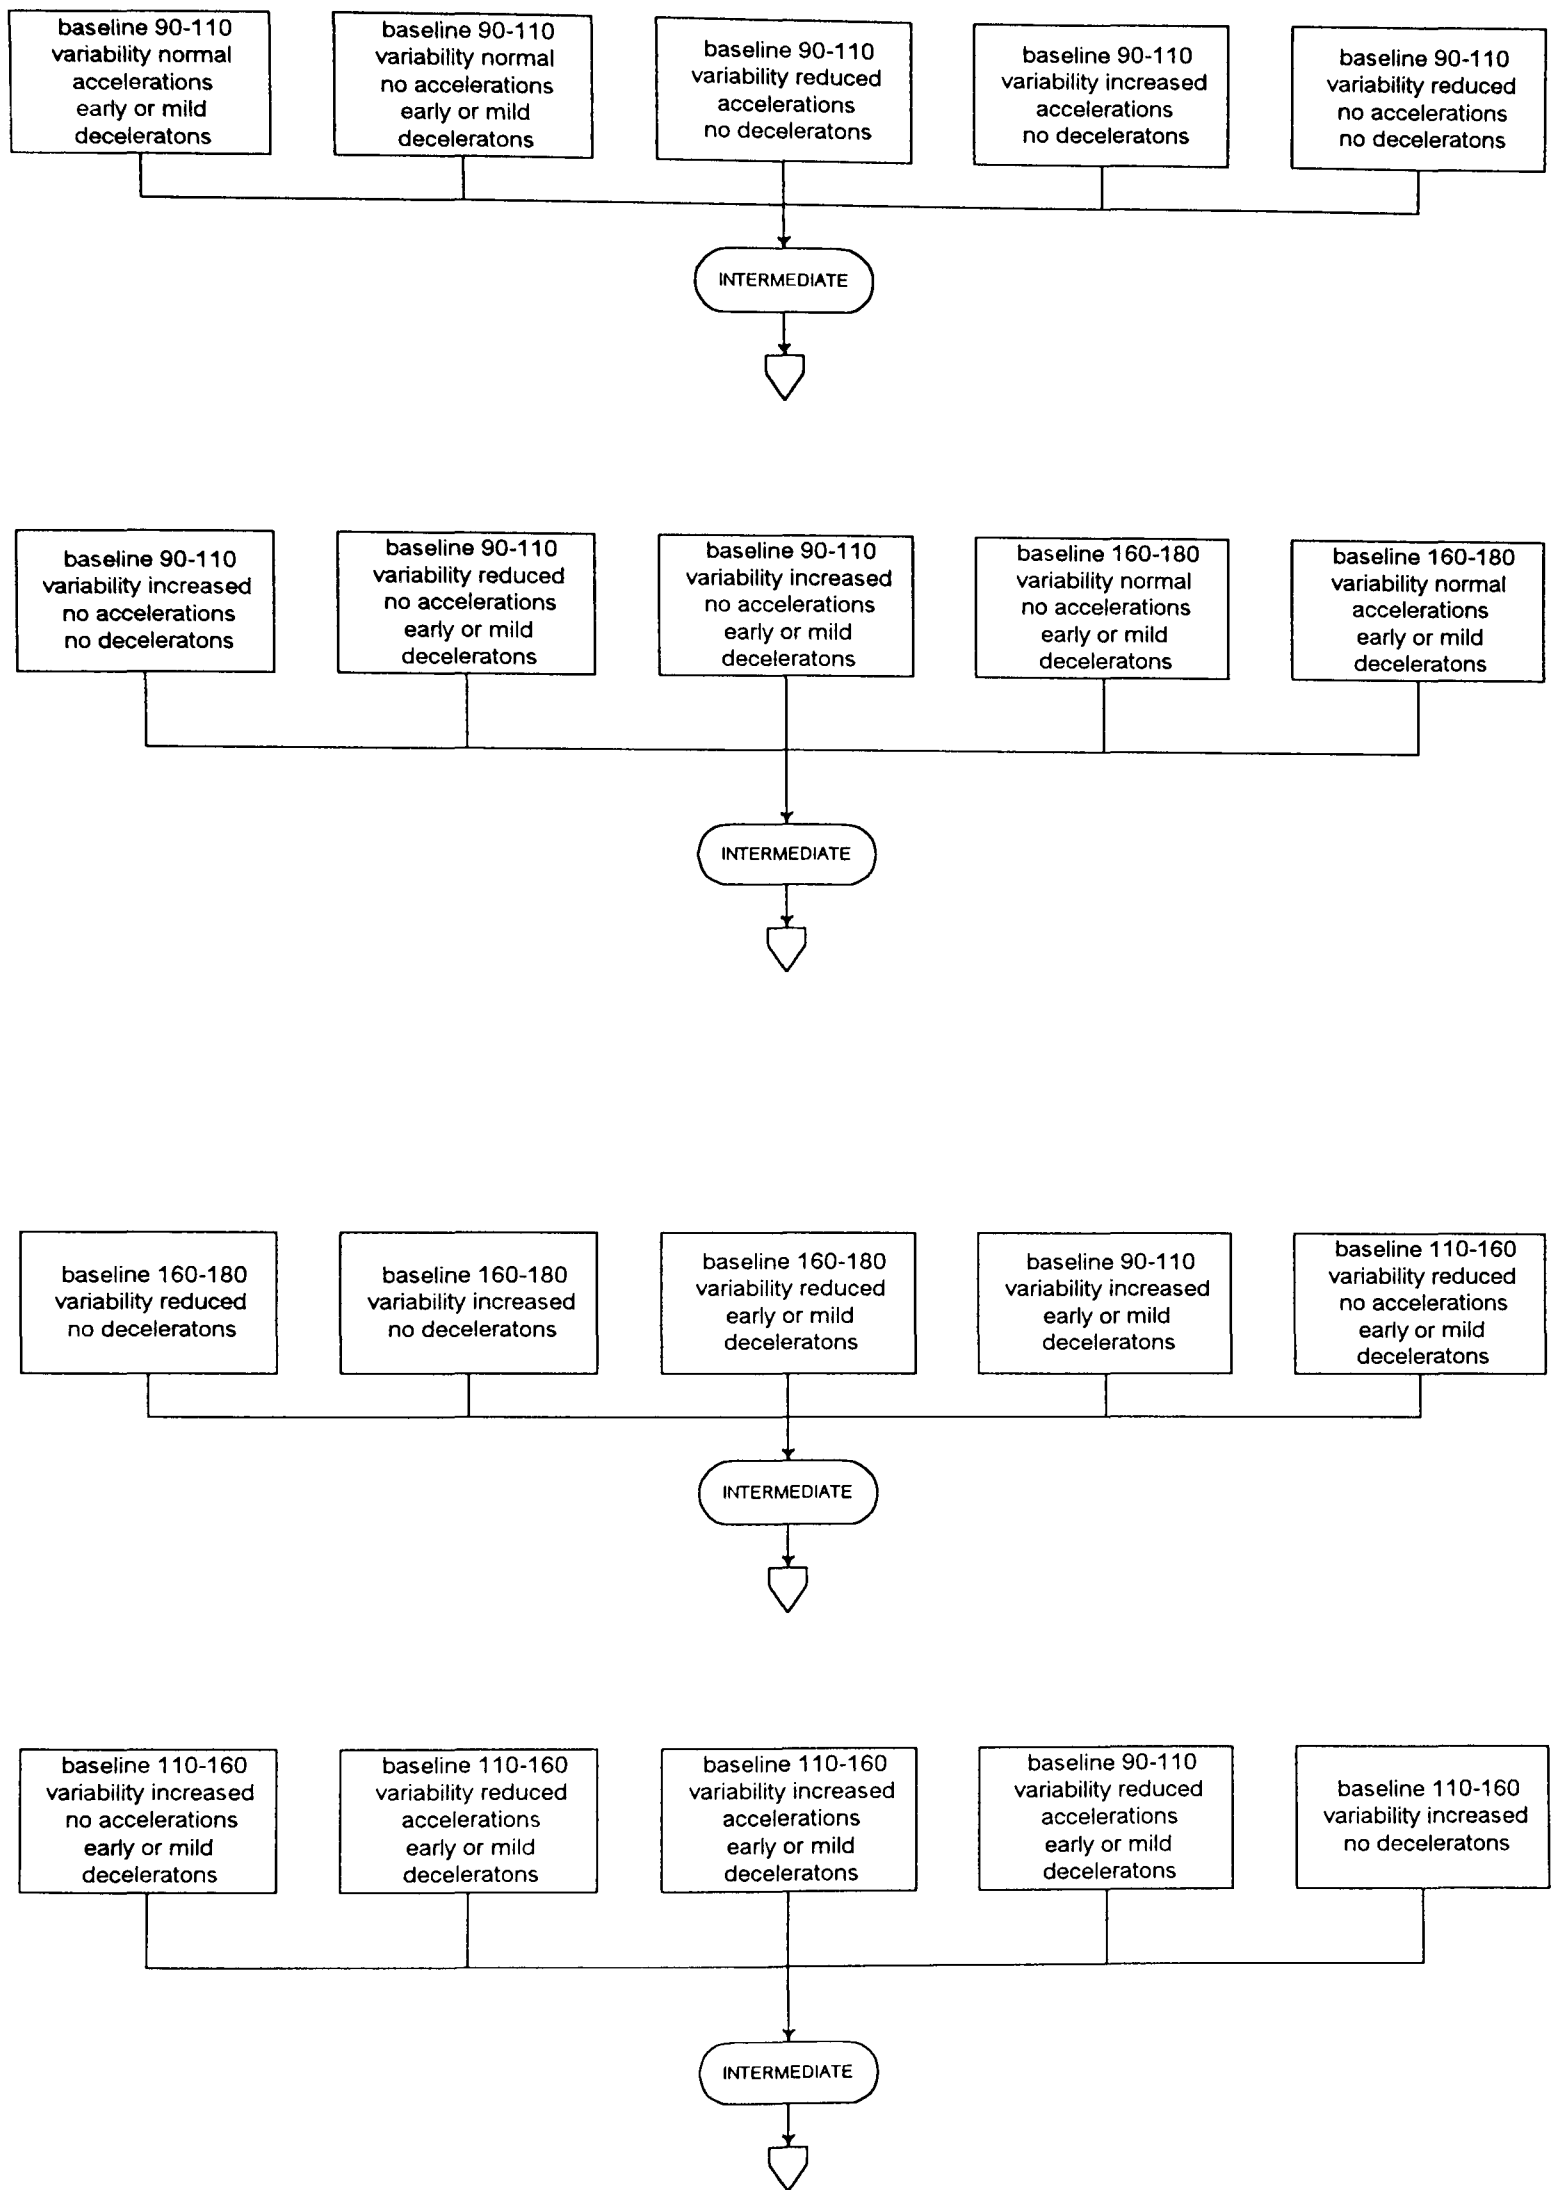 baseline 90-110
variability normal
accelerations
early or mild
deceleratons
baseline 90-110
variability normal
no accelerations
early or mild
deceleratons
baseline 90-110
variability reduced
accelerations
no deceleratons
baseline 90-110
variability increased
accelerations
no deceleratons
baseline 90-110
variability reduced
no accelerations
no deceleratons
INTERMEDIATE
baseline 90-110
variability increased
no accelerations
no deceleratons
baseline 90-110
variability reduced
no accelerations
early or mild
deceleratons
baseline 90-110
variability increased
no accelerations
early or mild
deceleratons
baseline 160-180
variability normal
no accelerations
early or mild
deceleratons
baseline 160-180
variability normal
accelerations
early or mild
deceleratons
INTERMEDIATE
baseline 160-180
variability reduced
no deceleratons
baseline 160-180
variability increased
no deceleratons
baseline 160-180
variability reduced
early or mild
deceleratons
baseline 90-110
variability increased
early or mild
deceleratons
baseline 110-160
variability reduced
no accelerations
early or mild
deceleratons
INTERMEDIATE
baseline 110-160
variability increased
no accelerations
early or mild
deceleratons
baseline 110-160
variability reduced
accelerations
early or mild
deceleratons
baseline 110-160
variability increased
accelerations
early or mild
deceleratons
baseline 90-110
variability reduced
accelerations
early or mild
deceleratons
baseline 110-160
variability increased
no deceleratons
INTERMEDIATE